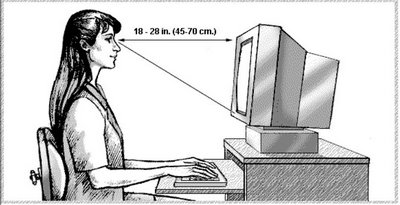 18 - 28 in. (45-70 cm.)